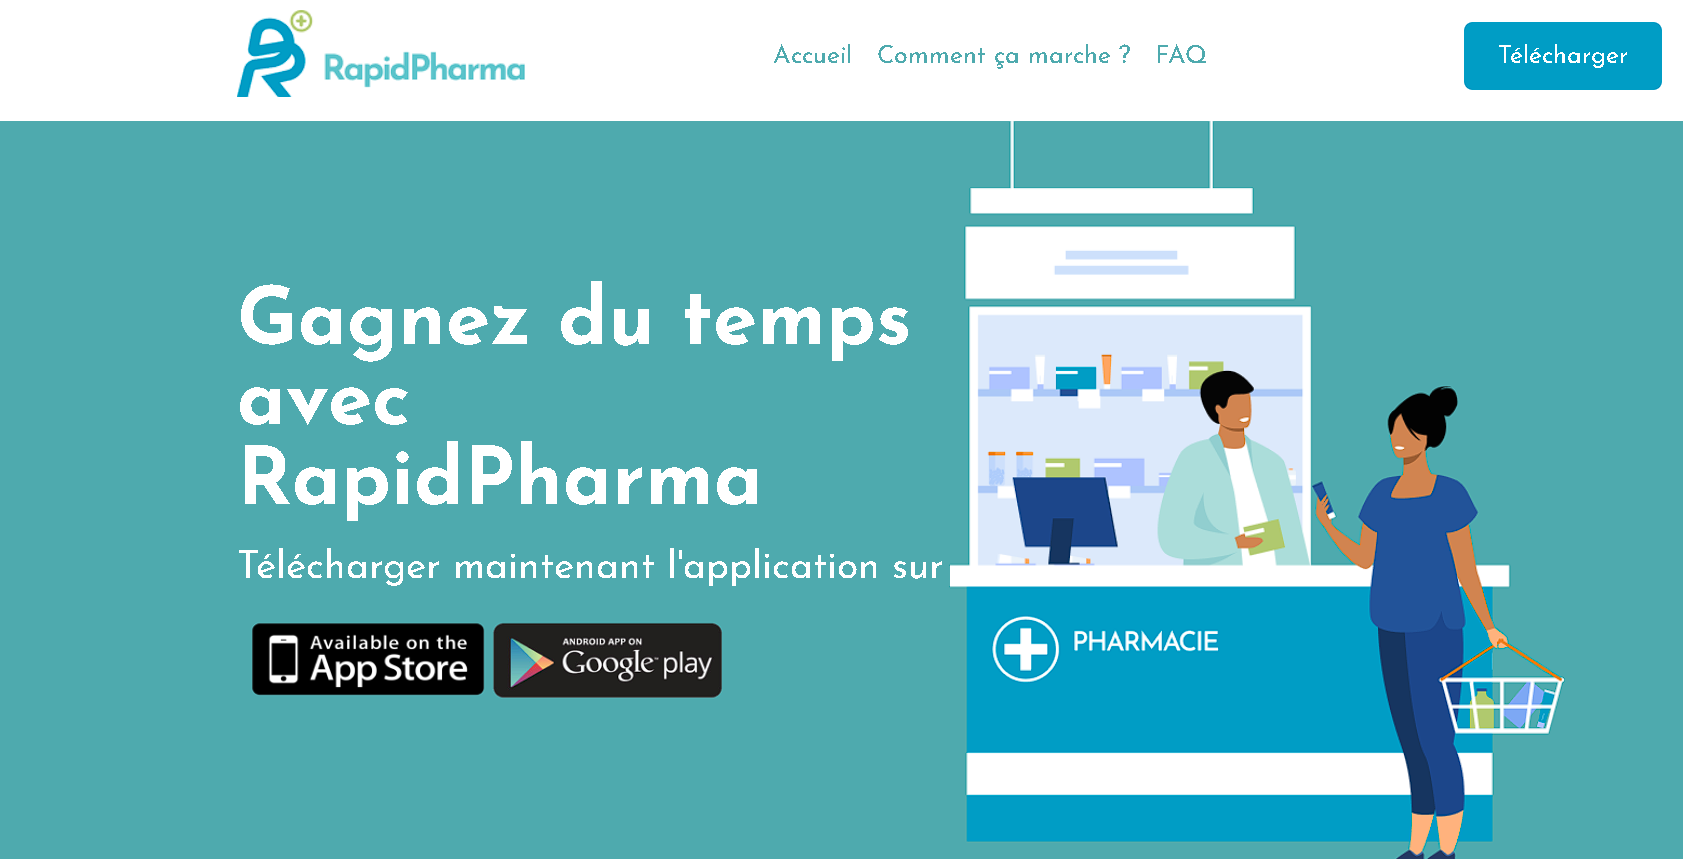 RapidPharma
Accueil Comment ça marche ? FAQ
Télécharger
Gagnez du temps
avec
RapidPharma
Télécharger maintenant l'application sur
Available on the
App Store
ANDROID APP ON
Google play
PHARMACIE